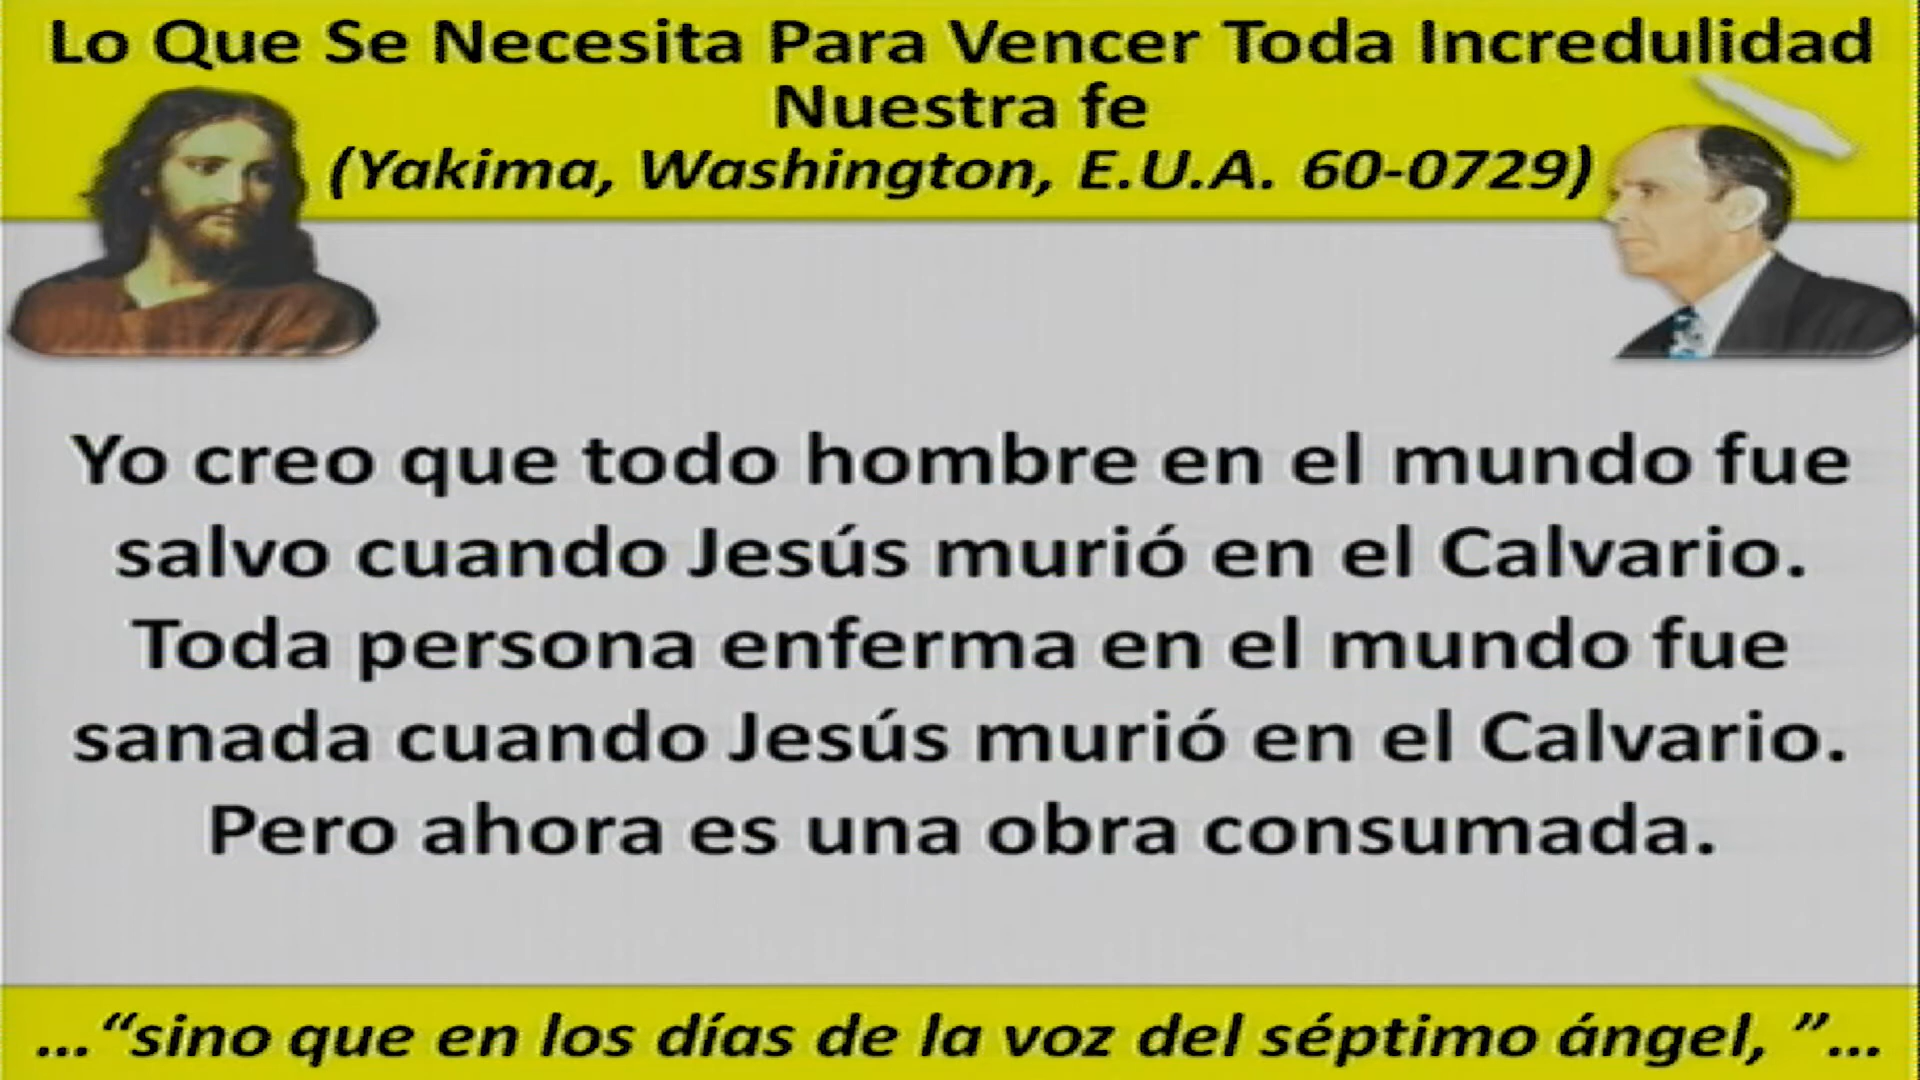 Lo Que Se Necesita Para Vencer Toda Incredulidad
Nuestra fe
(Yakima, Washington, E.U.A. 60-0729)
Yo creo que todo hombre en el mundo fue
salvo cuando Jesús murió en el Calvario.
Toda persona enferma en el mundo fue
sanada cuando Jesús murió en el Calvario.
Pero ahora es una obra consumada.
...“sino que en los días de la voz del séptimo ángel, ”...